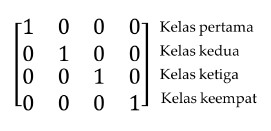 1 0 0 0 Kelas pertama
0 1 0 0 Kelas kedua
0 0 1 0 Kelas ketiga
0 0 0 1 Kelas keempat